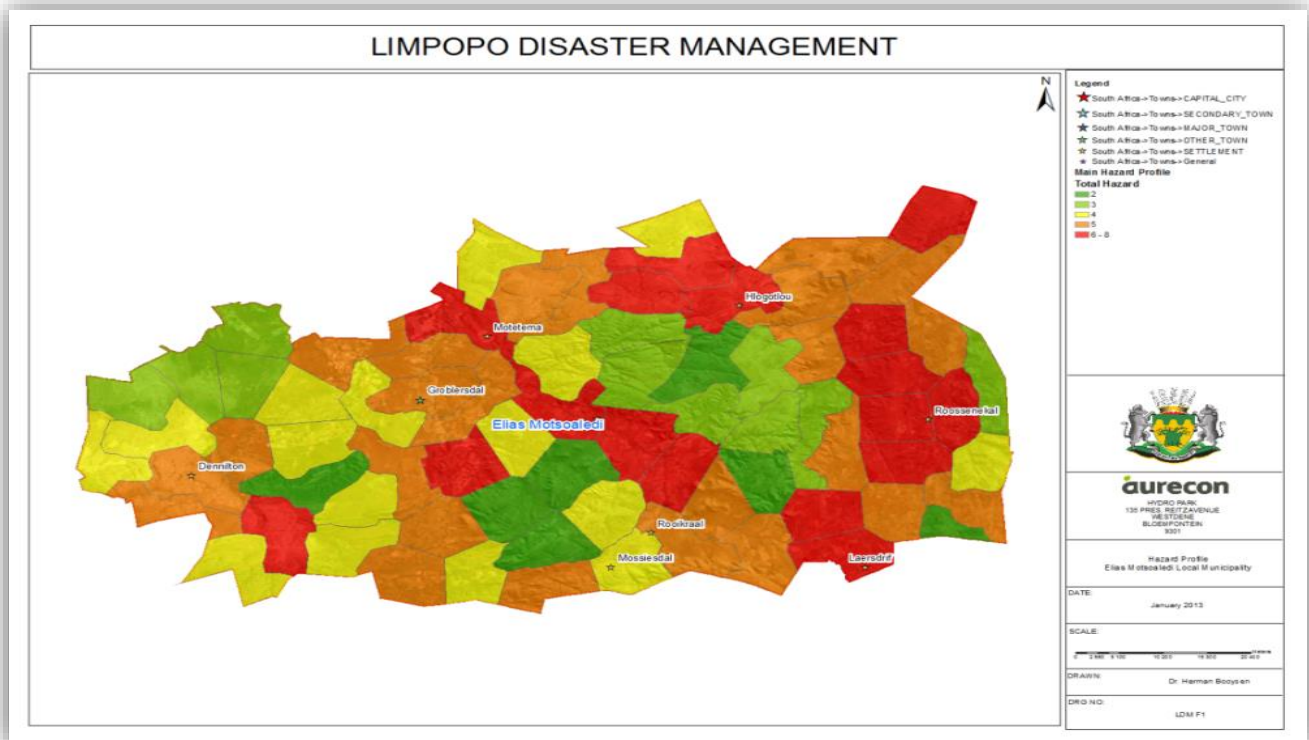 LIMPOPO DISASTER MANAGEMENT
N
Hlogotlou
Motetema
Groblersdal
Elias Motsoaledi
Roossenekal
Dennilton
Rooikraal
Mossiesdal
Laersdrif
Legend
South Africa->Towns->CAPITAL_CITY
South Africa->Towns->SECONDARY_TOWN
South Africa->Towns->MAJOR_TOWN
South Africa->Towns->OTHER_TOWN
South Africa->Towns->SETTLEMENT
South Africa->Towns->General
Main Hazard Profile
Total Hazard
2
3
4
5
6 - 8
aurecon
HYDRO PARK
135 PRES. REITZ AVENUE
WESTDENE
BLOEMFONTEIN
9301
Hazard Profile
Elias Motsoaledi Local Municipality
DATE:
January 2013
SCALE:
0
DRAWN:
Dr. Herman Booysen
DRG NO:
LDM F1